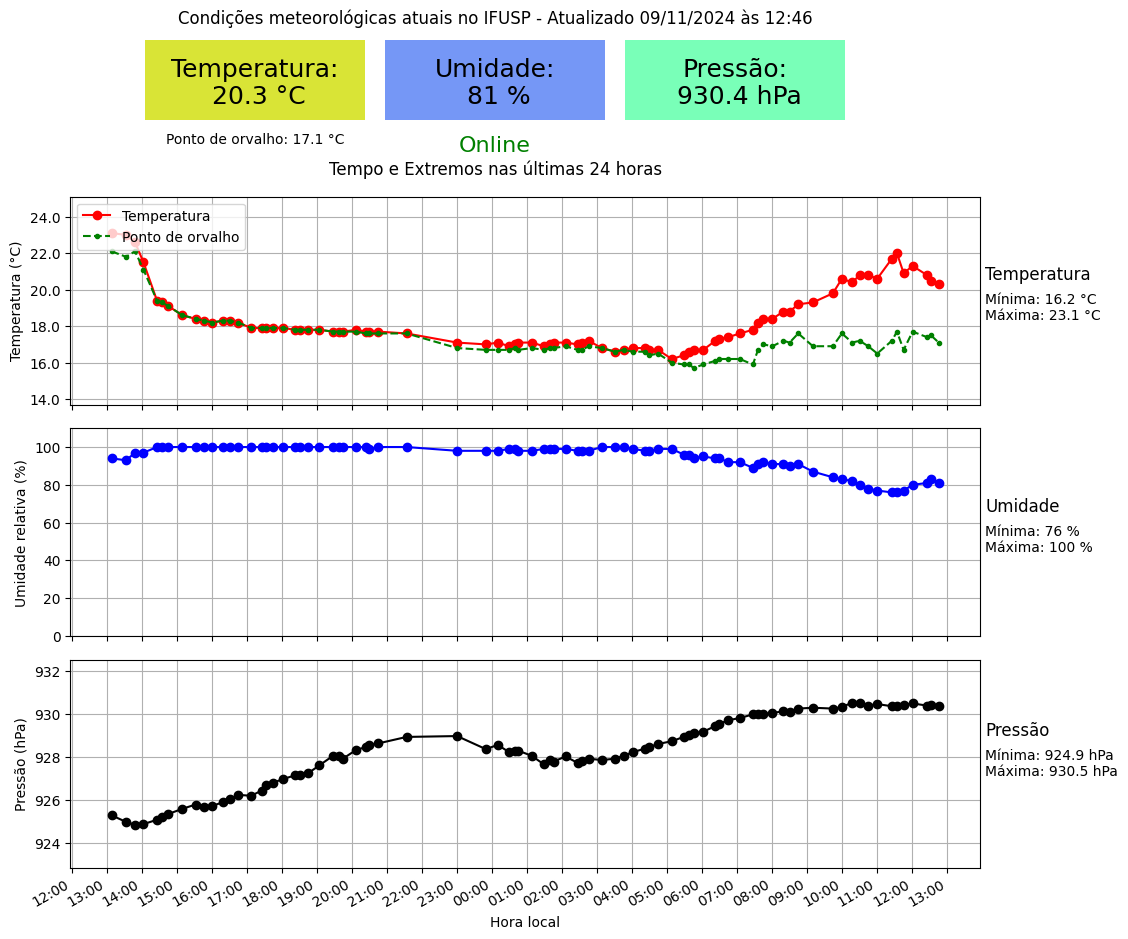 Condições meteorológicas atuais no IFUSP - Atualizado 09/11/2024 às 12:46
Temperatura:
20.3 °C
Umidade:
81 %
Pressão:
930.4 hPa
Ponto de orvalho: 17.1 °C
Online
Tempo e Extremos nas últimas 24 horas
Temperatura (°C)
24.0
22.0
20.0
18.0
16.0
14.0
Temperatura
Ponto de orvalho
Temperatura
Mínima: 16.2 °C
Máxima: 23.1 °C
Umidade relativa (%)
100
80
60
40
20
0
Umidade
Mínima: 76 %
Máxima: 100 %
Pressão (hPa)
932
930
928
926
924
Pressão
Mínima: 924.9 hPa
Máxima: 930.5 hPa
12:00
13:00
14:00
15:00
16:00
17:00
18:00
19:00
20:00
21:00
22:00
23:00
00:00
01:00
02:00
03:00
04:00
05:00
06:00
07:00
08:00
09:00
10:00
11:00
12:00
13:00
Hora local